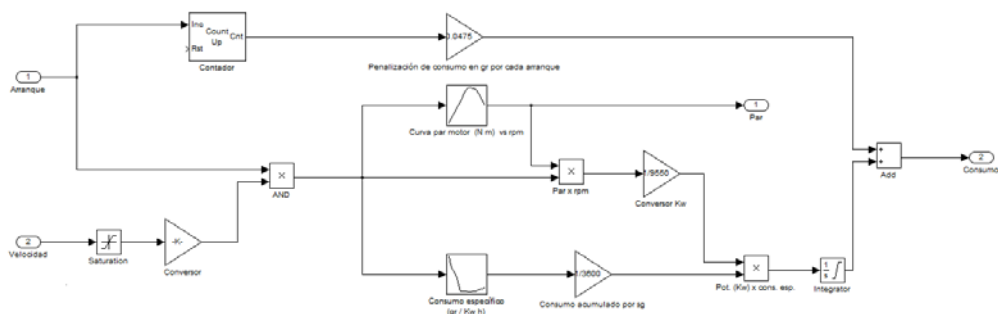 Inc
Count
Up
Cnt
Rst
Contador
0.0475
Penalización de consumo en gr por cada arranque
1
Arranque
Curva par motor (N m) vs rpm
1
Par
×
AND
×
Par x rpm
1/9550
Conversor Kw
+
+
Add
2
Consumo
2
Velocidad
Saturation
-K-
Conversor
Consumo específico
(gr / Kw h)
1/3600
Consumo acumulado por sg
×
Pot. (Kw) x cons. esp.
1
s
Integrator